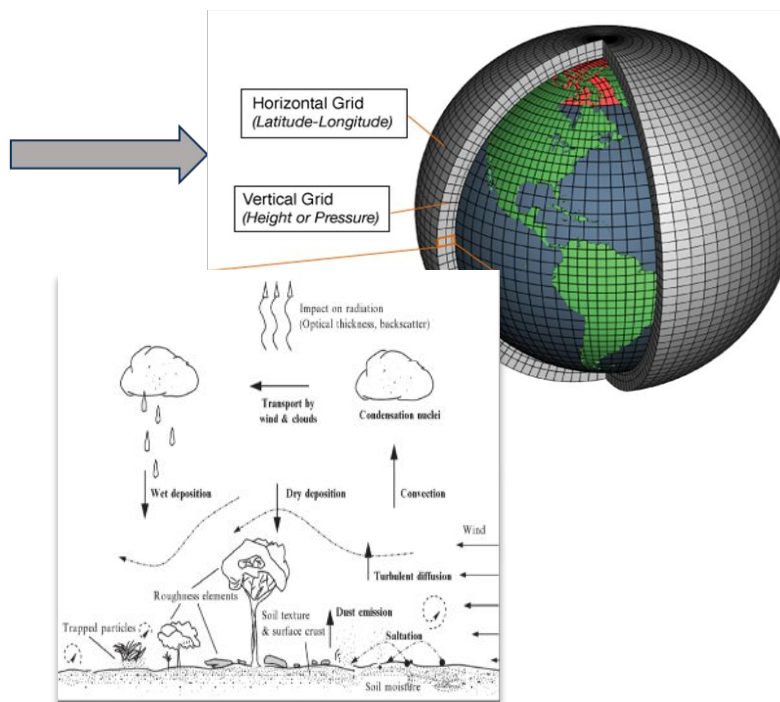 Horizontal Grid
(Latitude-Longitude)
Vertical Grid
(Height or Pressure)
Impact on radiation
(Optical thickness, backscatter)
Transport by
wind & clouds
Condensation nuclei
Wet deposition
Dry deposition
Convection
Wind
Turbulent diffusion
Roughness elements
Soil texture
& surface crust
Dust emission
Trapped particles
Saltation
Soil moisture